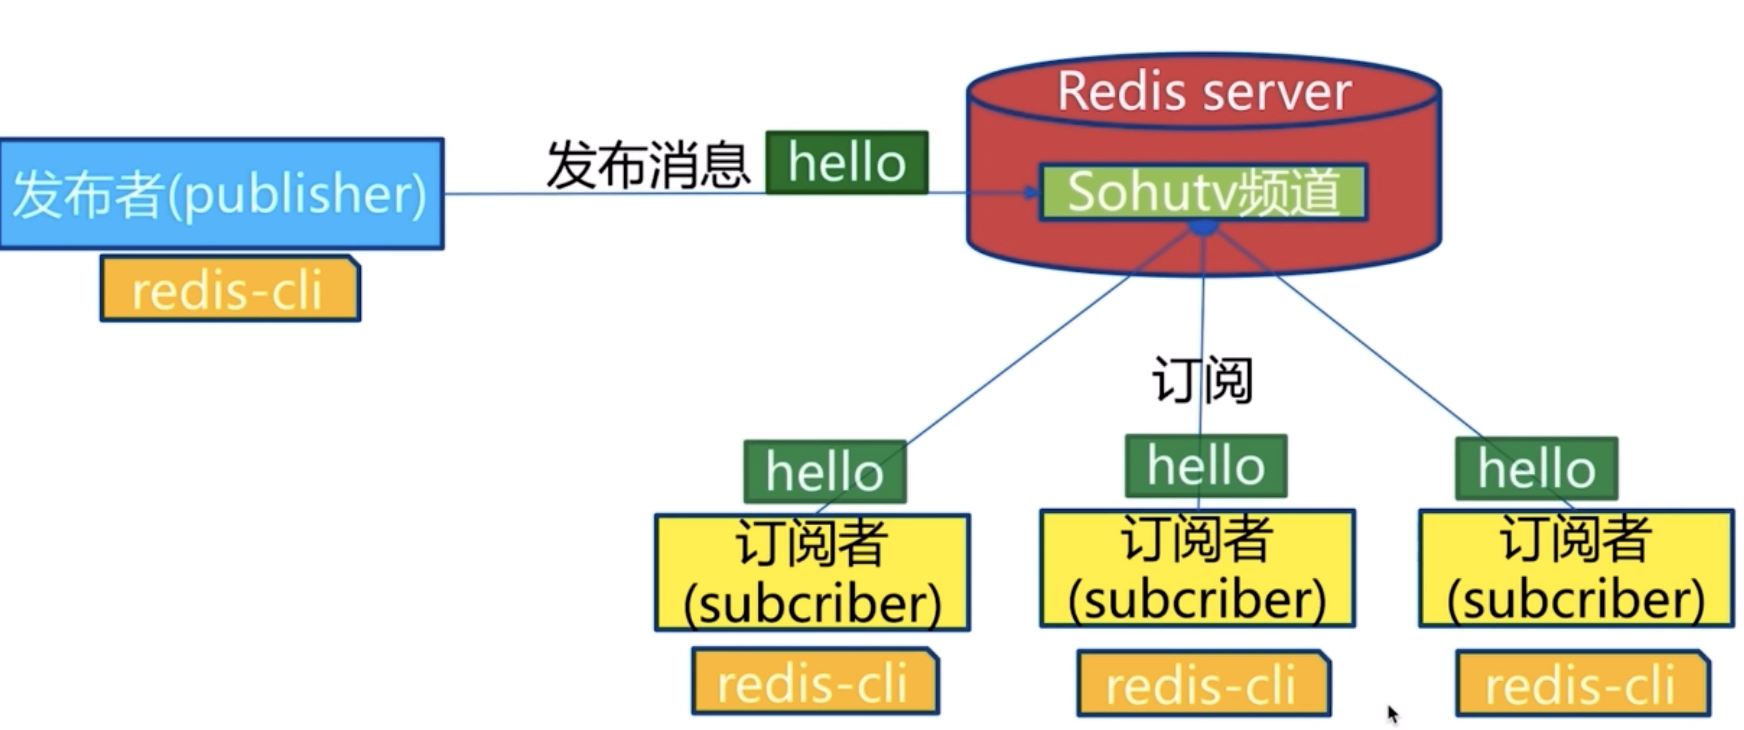 Redis server
发布消息
hello
发布者(publisher)
Sohutv频道
redis-cli
订阅
hello
hello
hello
订阅者
(subcriber)
订阅者
(subcriber)
订阅者
(subcriber)
redis-cli
redis-cli
redis-cli